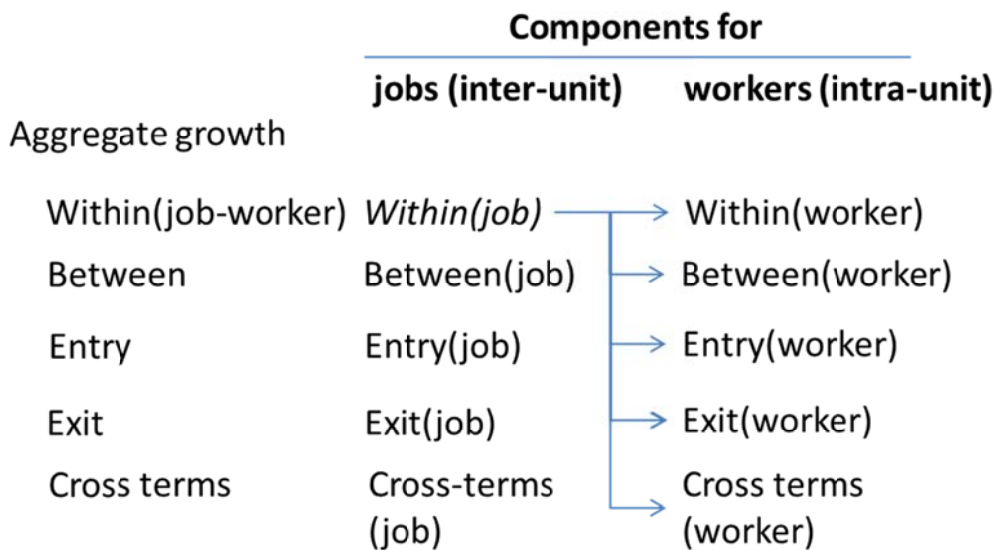 Components for
jobs (inter-unit) workers (intra-unit)
Aggregate growth
Within(job-worker) Within(job) Within(worker)
Between Between(job) Between(worker)
Entry Entry(job) Entry(worker)
Exit Exit(job) Exit(worker)
Cross terms Cross-terms Cross terms
(job) (worker)